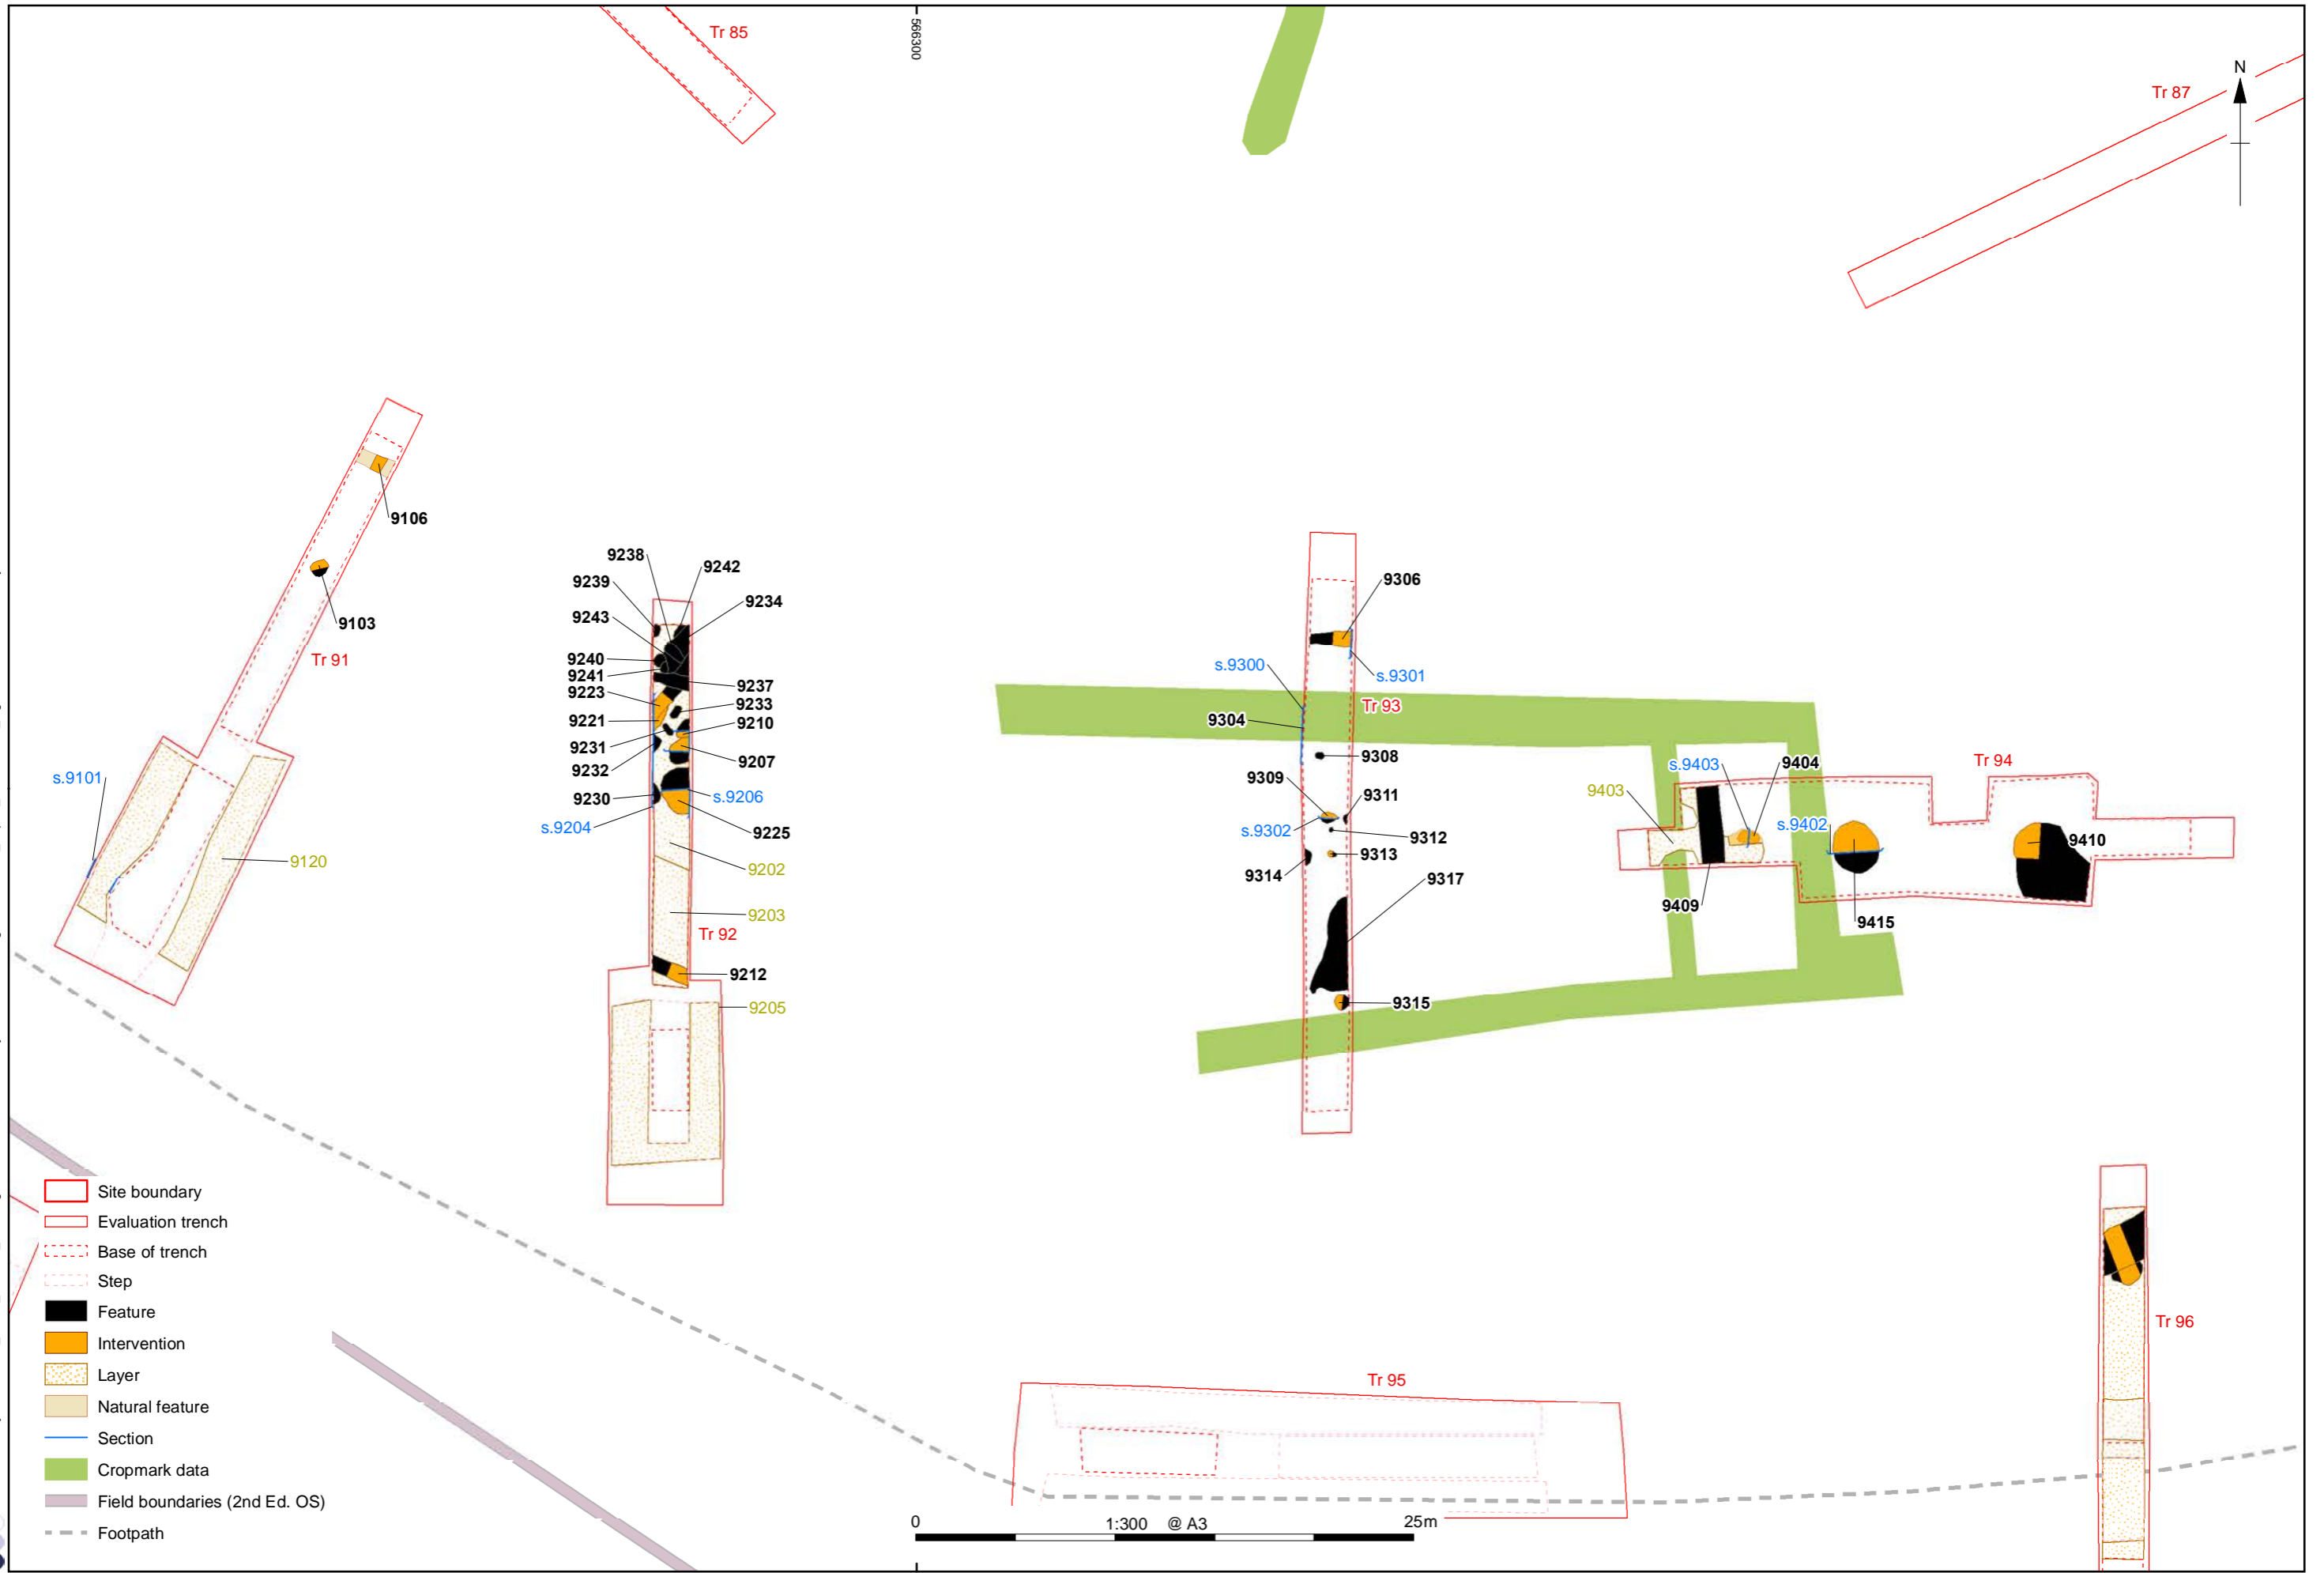 Tr 85
566300
N
Tr 87
9106
9103
Tr 91
s.9101
9120
9238
9242
9239
9234
9243
9240
9241
9237
9223
9233
9221
9210
9231
9207
9232
9230
s.9206
s.9204
9225
9202
9203
Tr 92
9212
9205
9306
s.9300
s.9301
Tr 93
9304
9308
9309
9311
s.9302
9312
9313
9314
9317
9315
s.9403
9404
Tr 94
9403
s.9402
9410
9409
9415
Tr 96
Tr 95
Site boundary
Evaluation trench
Base of trench
Step
Feature
Intervention
Layer
Natural feature
Section
Cropmark data
Field boundaries (2nd Ed. OS)
Footpath
0 1:300 @ A3 25m